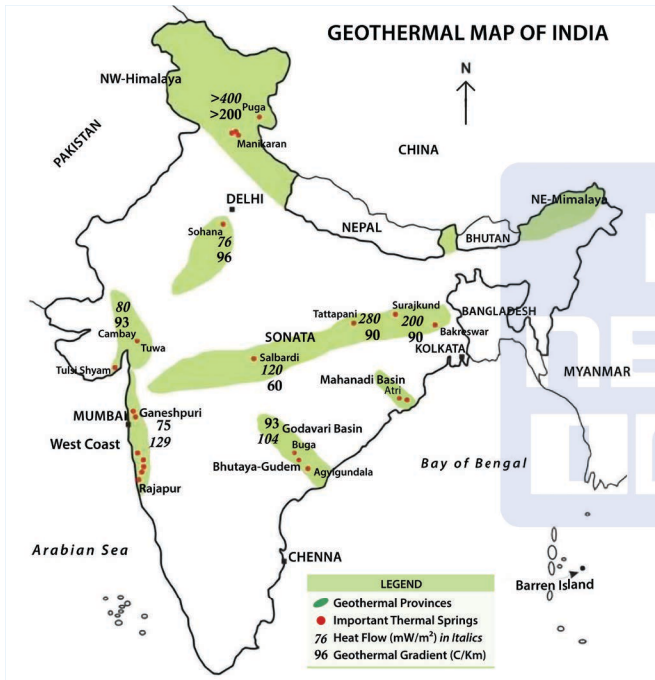 GEOTHERMAL MAP OF INDIA
N
NW-Himalaya
>400
>200
Puga
Manikaran
PAKISTAN
CHINA
DELHI
NEPAL
BHUTAN
NE-Mimalaya
Sohana
76
96
80
93
Cambay
Tuwa
Tulsi Shyam
Tattapani
280
90
Surajkund
200
90
Bakreswar
BANGLADESH
SONATA
Salbardi
120
60
KOLKATA
MYANMAR
Mahanadi Basin
Atri
MUMBAI
Ganeshpuri
75
129
West Coast
Rajapur
93
104
Godavari Basin
Buga
Bhutaya-Gudem
Agyigundala
Bay of Bengal
Arabian Sea
CHENNA
Barren Island
LEGEND
Geothermal Provinces
Important Thermal Springs
76 Heat Flow (mW/m²) in Italics
96 Geothermal Gradient (C/Km)